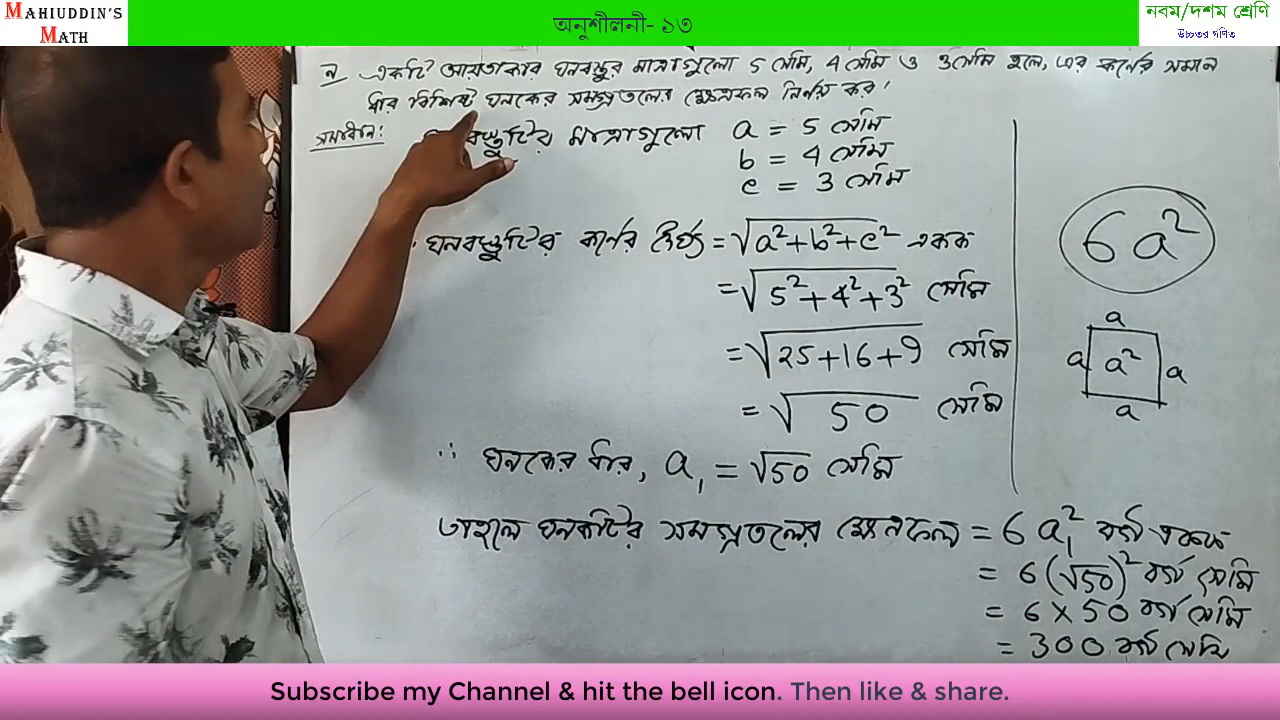 MAHIUDDIN'S
MATH
অনুশীলনী- ১৩
নবম/দশম শ্রেণি
উচ্চতর গণিত
একটি আয়তাকার ঘনবস্তুর মাত্রাগুলো 5 সেমি, 4 সেমি ও 3 সেমি হলে, এর কর্ণের সমান
ধার বিশিষ্ট ঘনকের সমগ্রতলের ক্ষেত্রফল নির্ণয় কর।
সমাধান: বস্তুটির মাত্রাগুলো a = 5 সেমি
b = 4 সেমি
c = 3 সেমি
ঘনবস্তুটির কর্ণের দৈর্ঘ্য = √a²+b²+c² একক
= √5²+4²+3² সেমি
= √25+16+9 সেমি
= √50 সেমি
∴ ঘনকের ধার, a₁ = √50 সেমি
তাহলে ঘনকটির সমগ্রতলের ক্ষেত্রফল = 6a₁² বর্গ একক
= 6(√50)² বর্গ সেমি
= 6×50 বর্গ সেমি
= 300 বর্গ সেমি
6a²
a
a a² a
a
Subscribe my Channel & hit the bell icon. Then like & share.